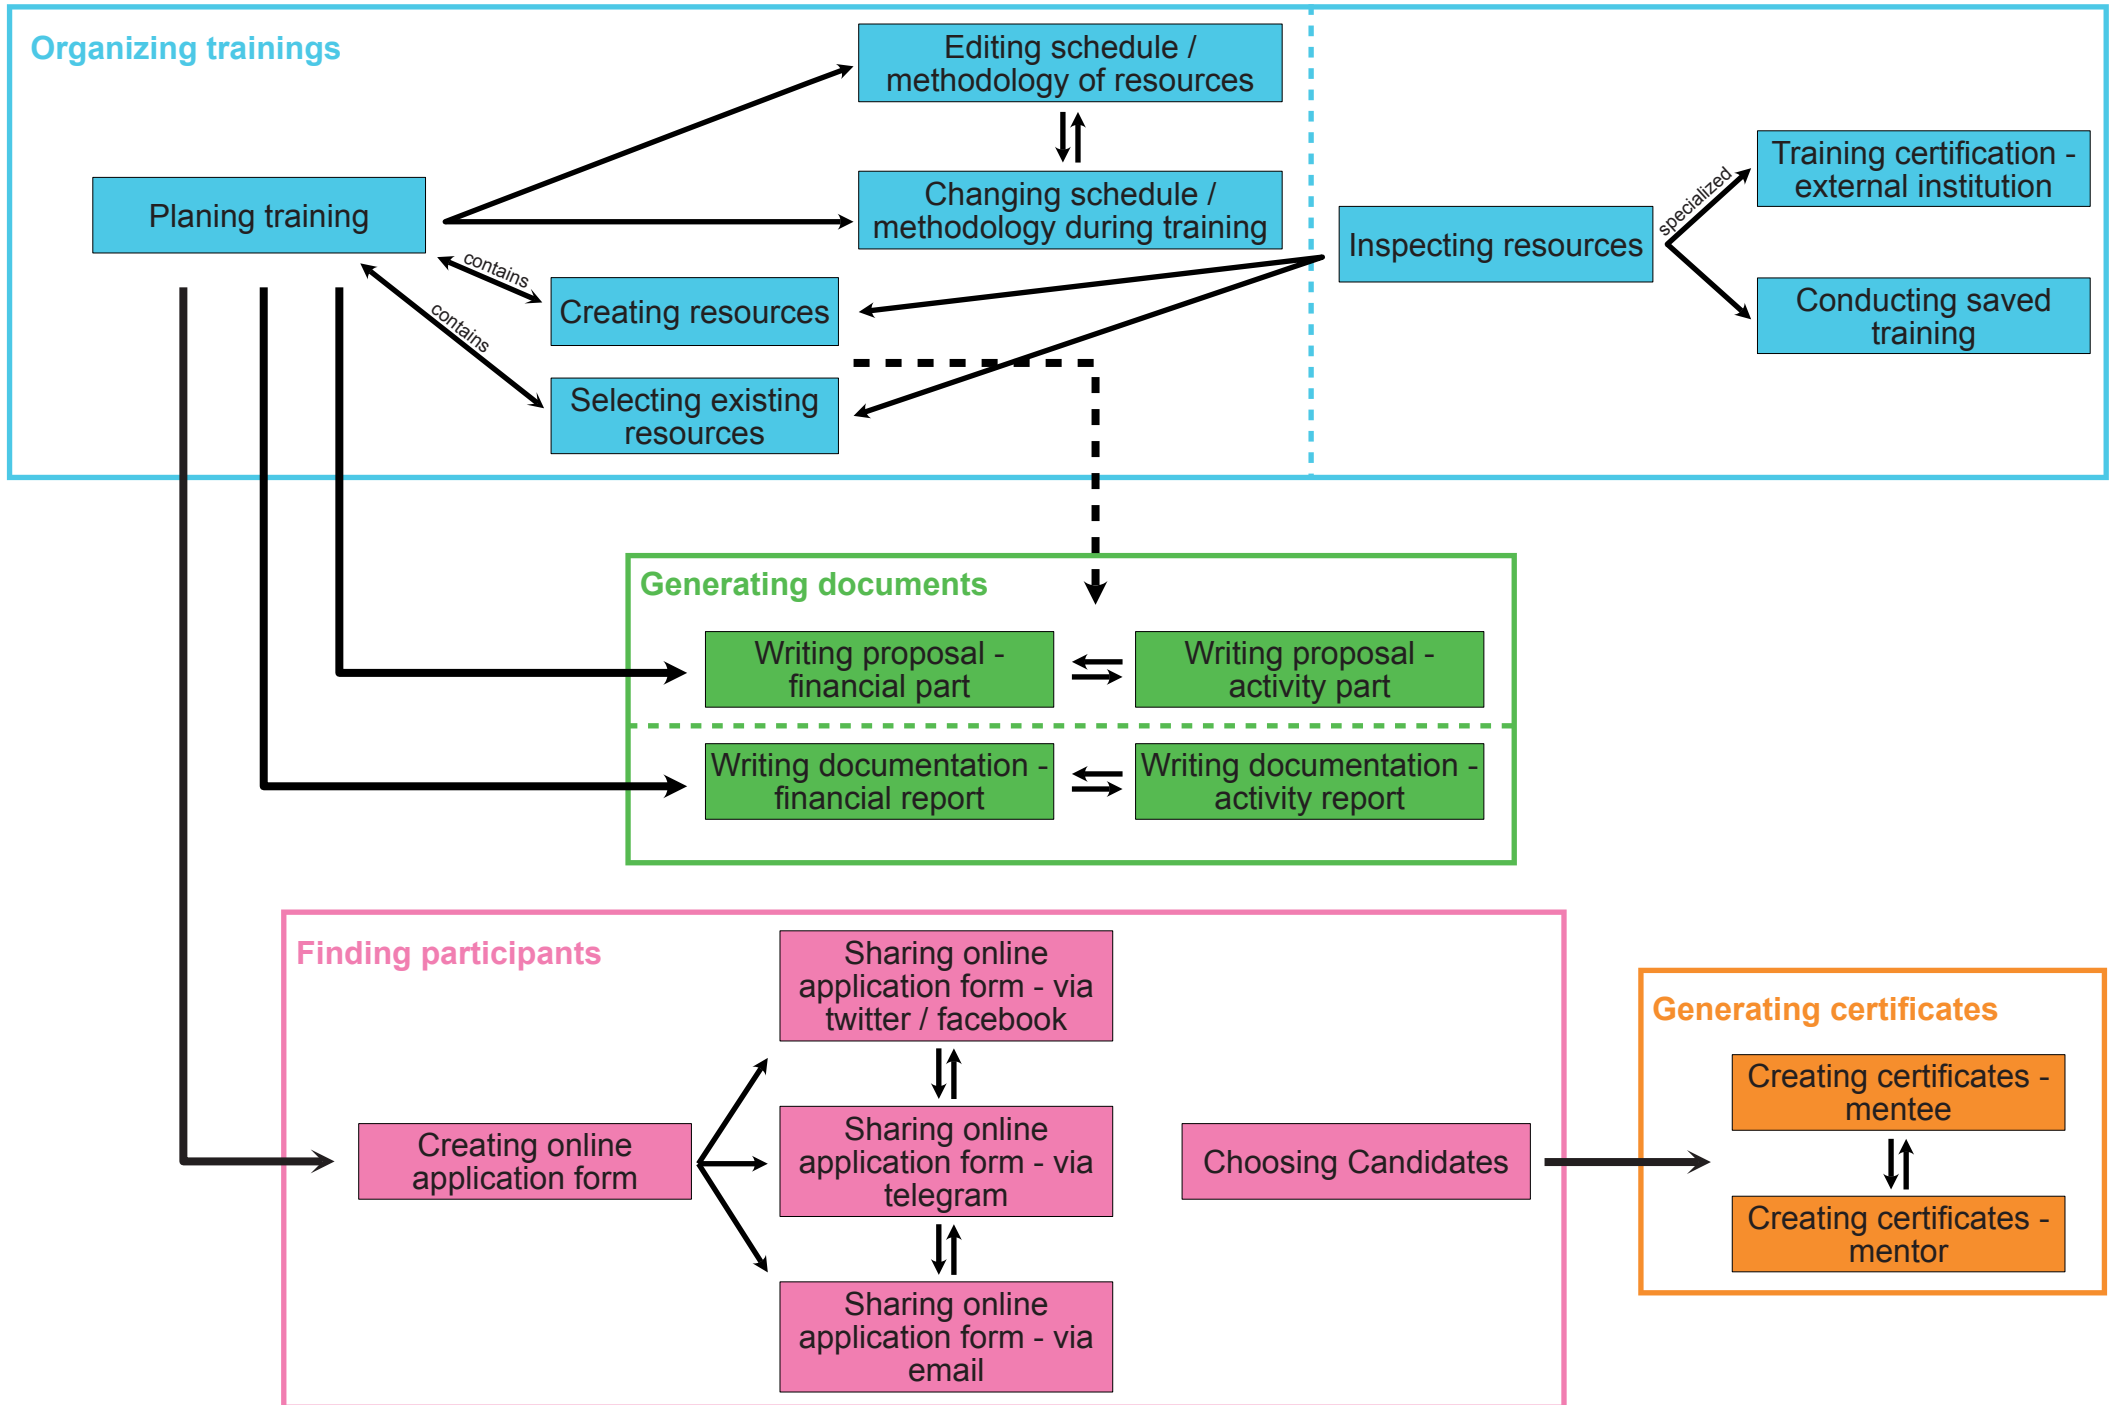 Organizing trainings
Editing schedule /
methodology of resources
Planing training
Changing schedule /
methodology during training
contains
contains
Creating resources
Selecting existing
resources
Inspecting resources
specialized
Training certification -
external institution
Conducting saved
training
Generating documents
Writing proposal -
financial part
Writing proposal -
activity part
Writing documentation -
financial report
Writing documentation -
activity report
Finding participants
Sharing online
application form - via
twitter / facebook
Creating online
application form
Sharing online
application form - via
telegram
Sharing online
application form - via
email
Choosing Candidates
Generating certificates
Creating certificates -
mentee
Creating certificates -
mentor